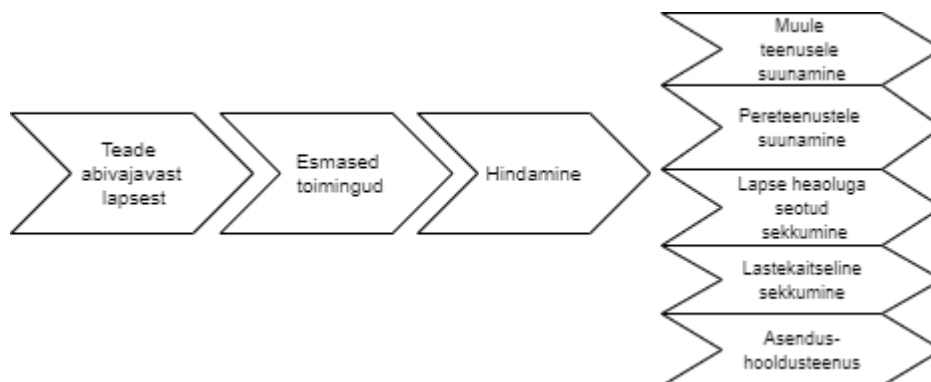 Teade
abivajavast
lapsest
Esmased
toimingud
Hindamine
Muule
teenusele
suunamine
Pereteenustele
suunamine
Lapse heaoluga
seotud
sekkumine
Lastekaitseline
sekkumine
Asendus-
hooldusteenus